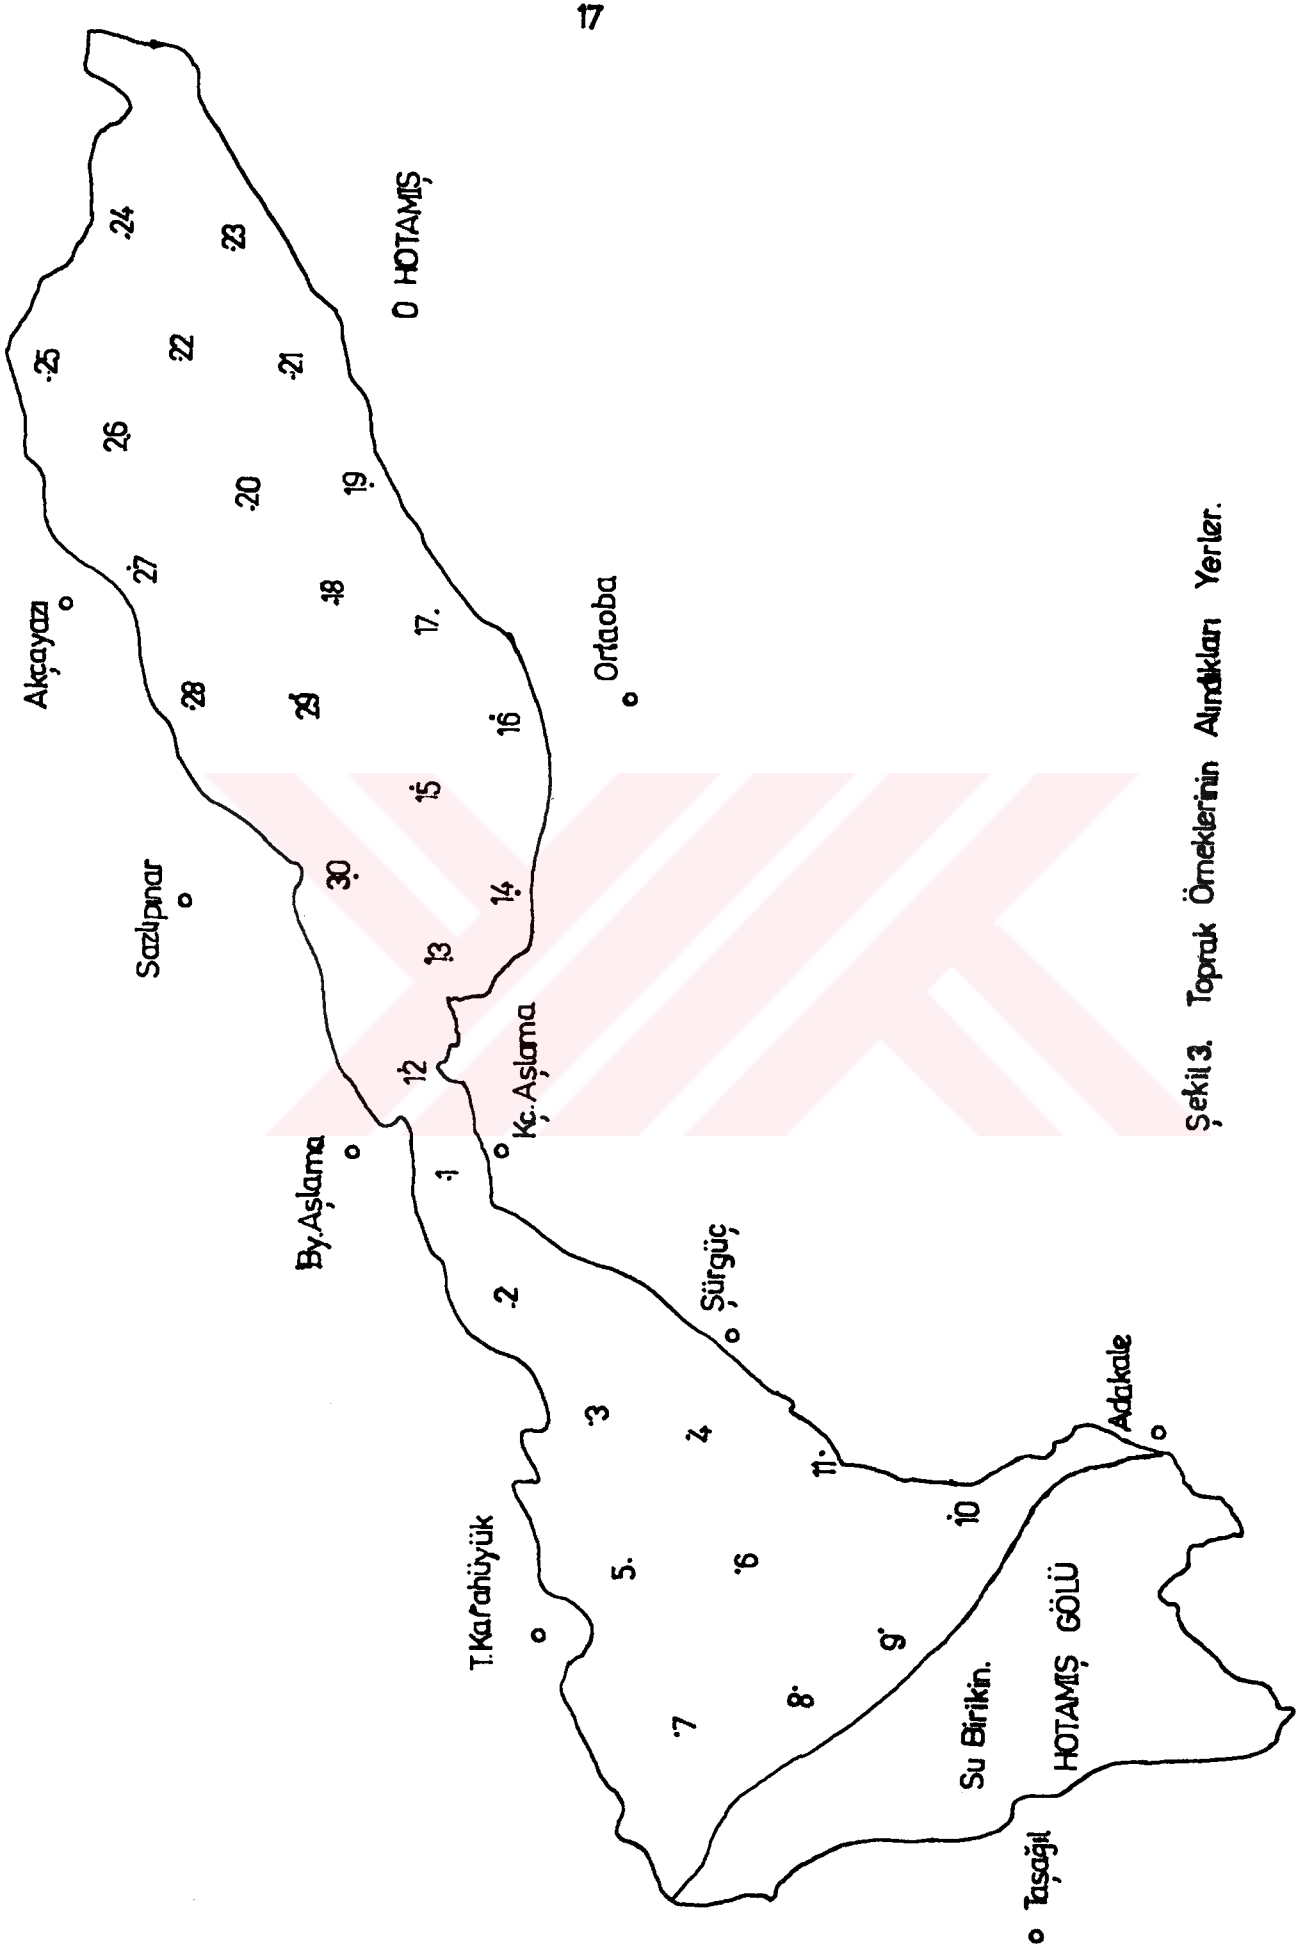 17
Akçayazı
Sazlıpınar
By.Aşlama
T.Karahüyük
O HOTAMIŞ
Ortaoba
Kç.Aşlama
Şürgüç
Adakale
Taşağıl
Su Birikin.
HOTAMIŞ GÖLÜ
1
2
3
4
5
6
7
8
9
10
11
12
13
14
15
16
17
18
19
20
21
22
23
24
25
26
27
28
29
30
Şekil 3. Toprak Örneklerinin Alındıkları Yerler.